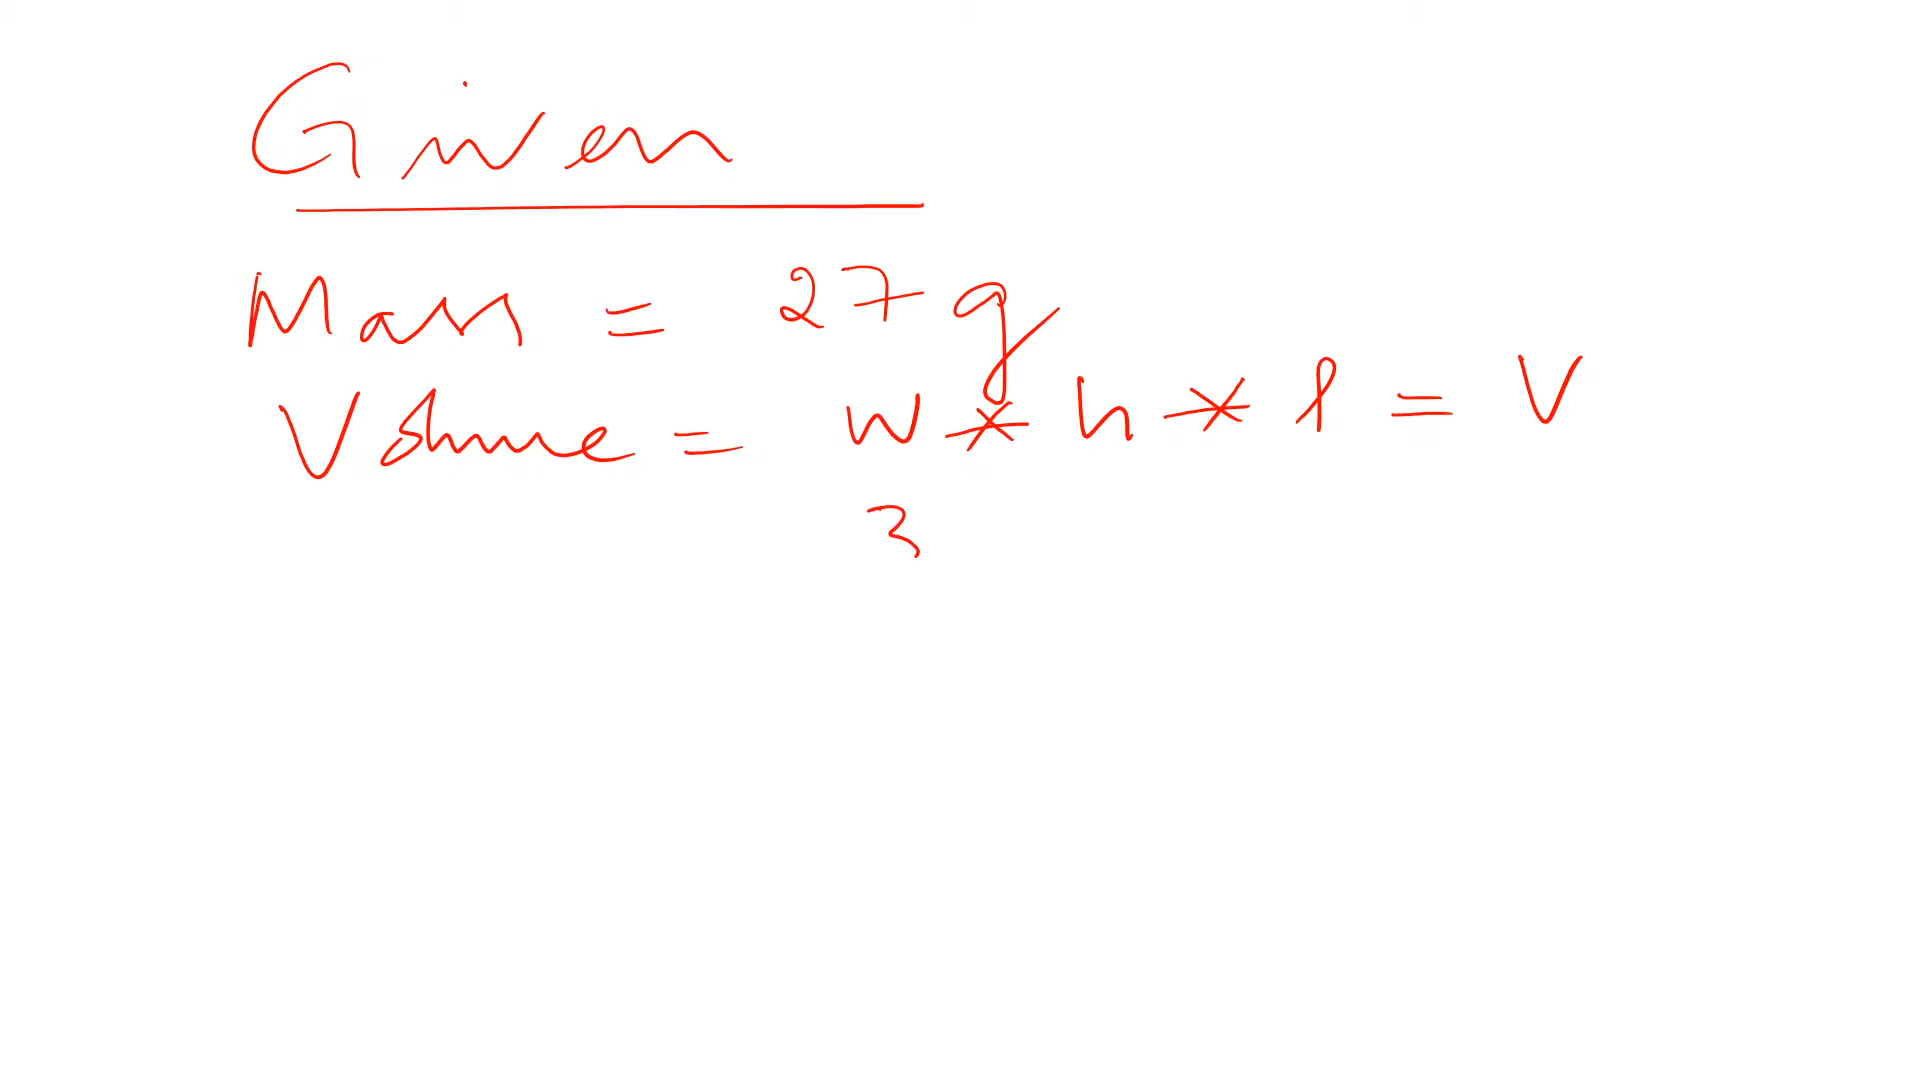 Given
Mass = 27g
Volume = w * h * l = V
3